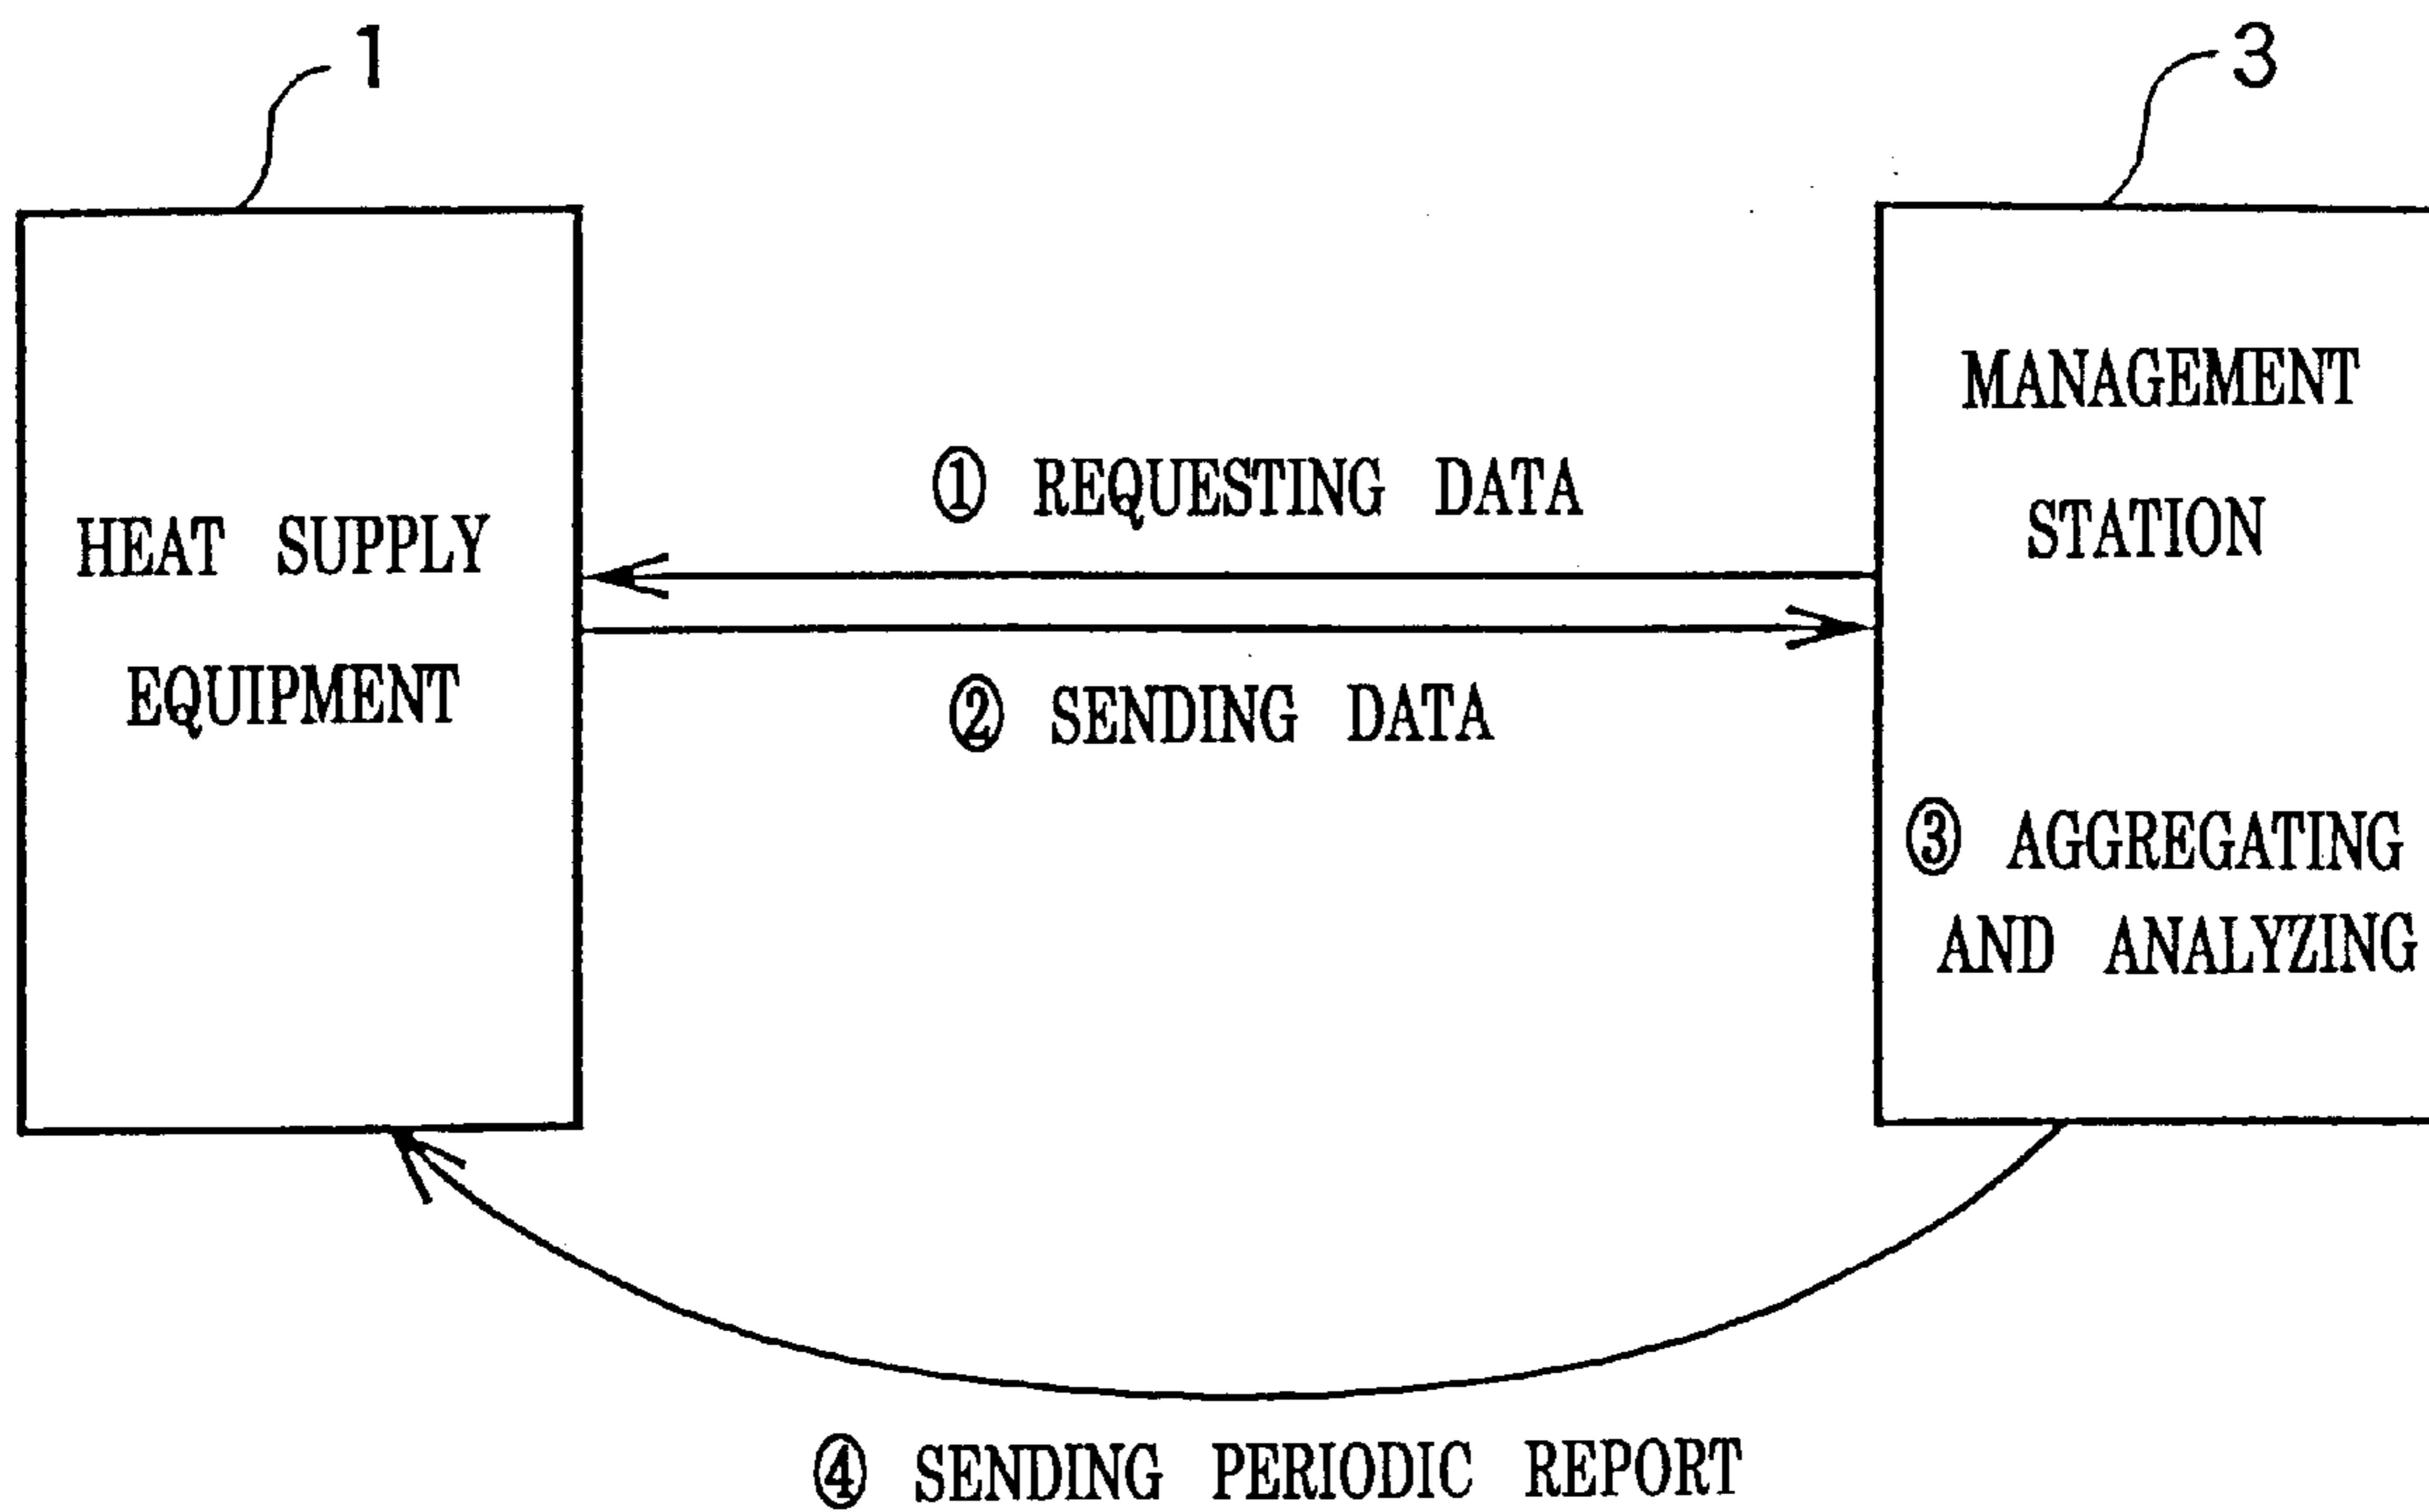 1
3
HEAT SUPPLY
EQUIPMENT
MANAGEMENT
STATION
① REQUESTING DATA
② SENDING DATA
③ AGGREGATING
AND ANALYZING
④ SENDING PERIODIC REPORT